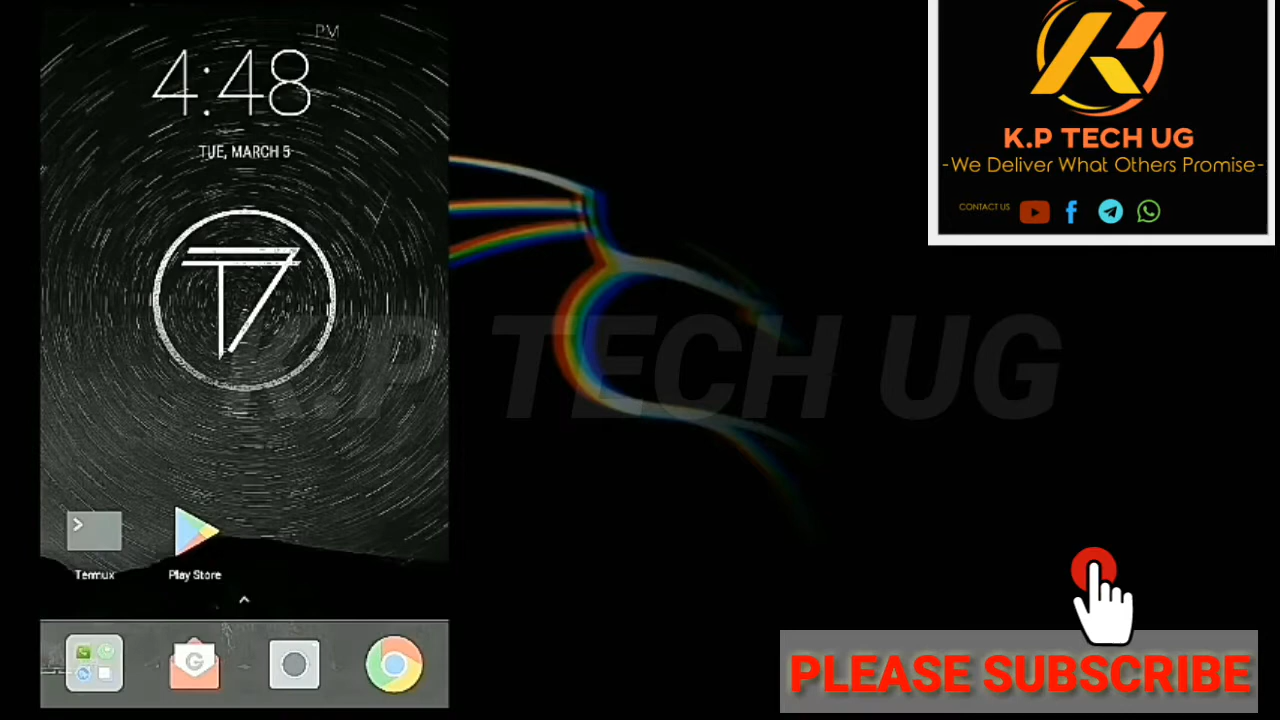 PM
4:48
TUE, MARCH 5
Termux
Play Store
K.P TECH UG
-We Deliver What Others Promise-
CONTACT US
K.P TECH UG
PLEASE SUBSCRIBE